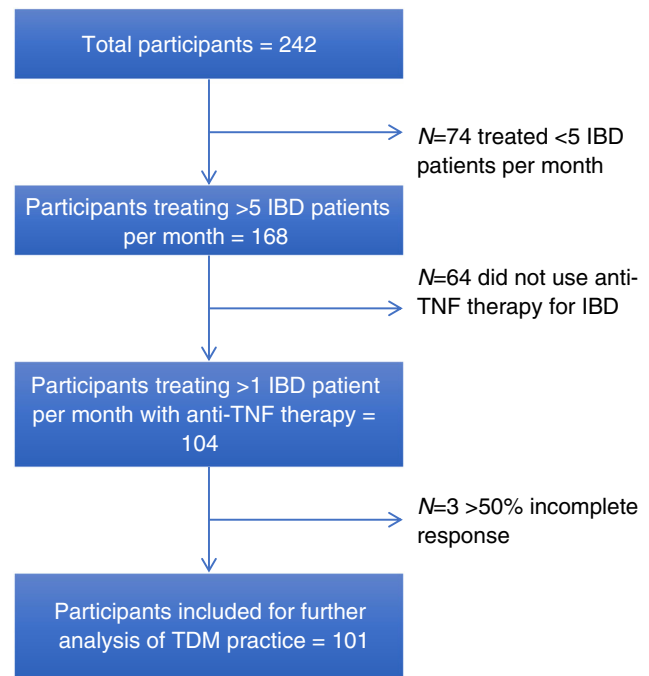 Total participants = 242
N=74 treated <5 IBD
patients per month
Participants treating >5 IBD patients
per month = 168
N=64 did not use anti-
TNF therapy for IBD
Participants treating >1 IBD patient
per month with anti-TNF therapy =
104
N=3 >50% incomplete
response
Participants included for further
analysis of TDM practice = 101